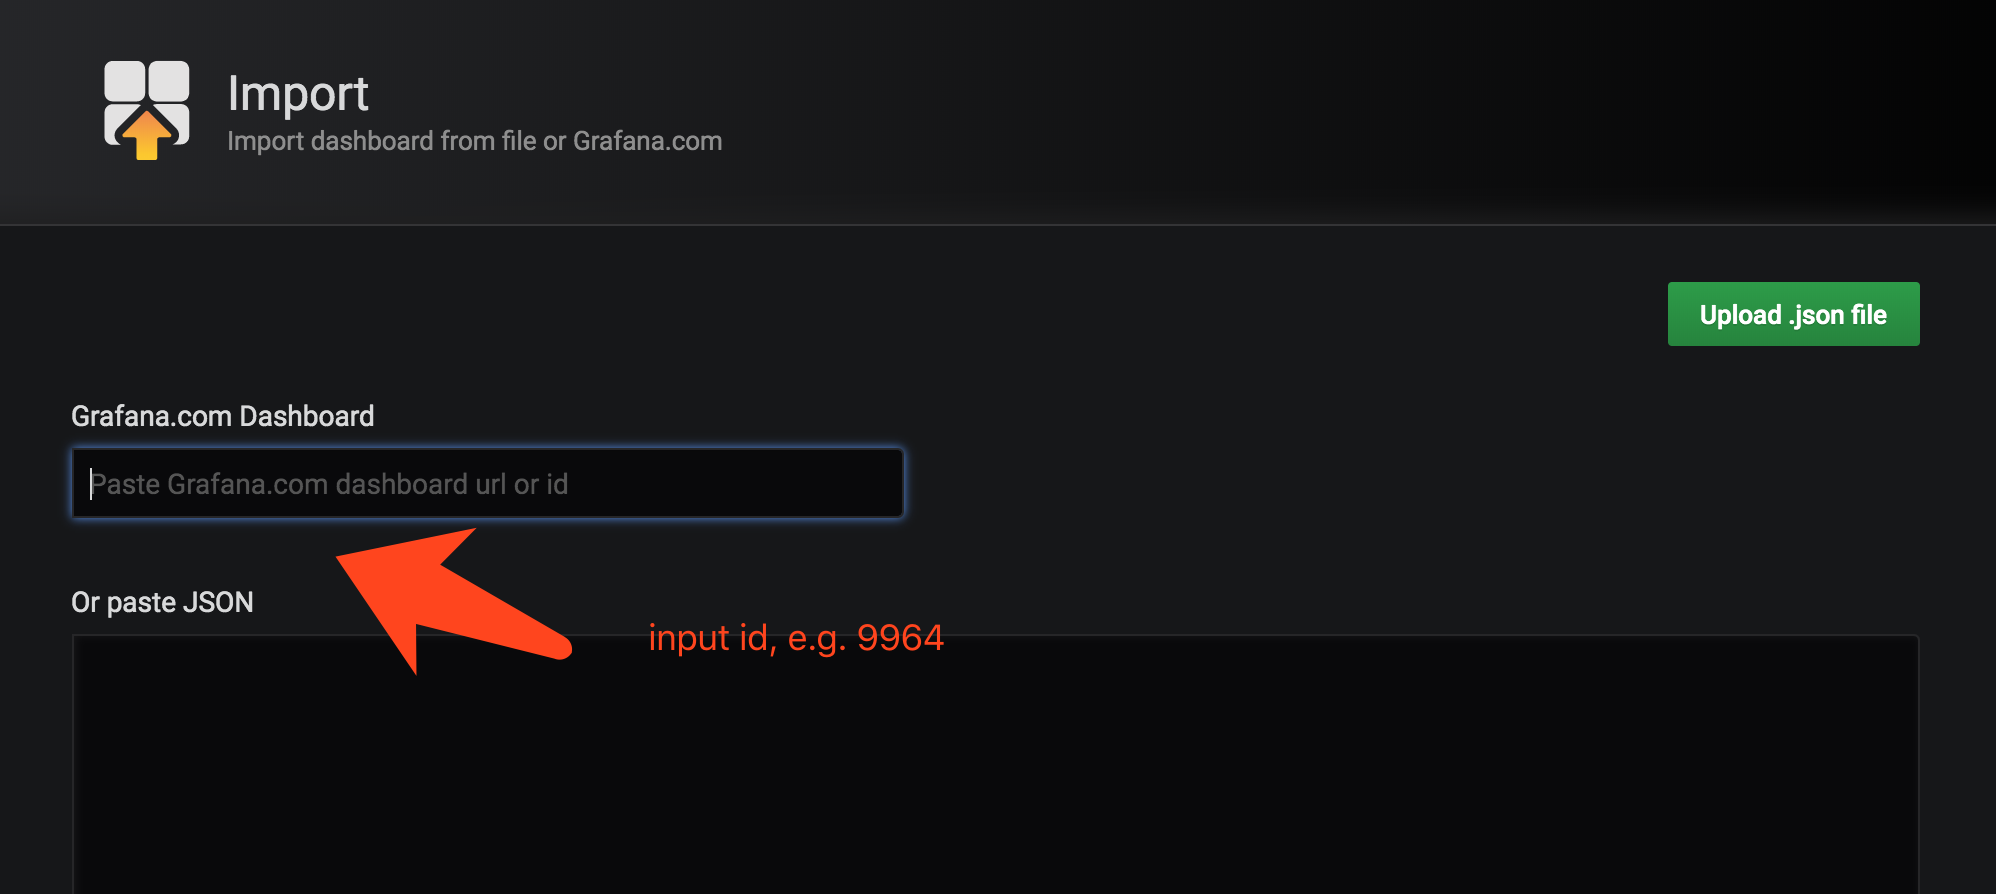 Import
Import dashboard from file or Grafana.com
Upload .json file
Grafana.com Dashboard
Paste Grafana.com dashboard url or id
Or paste JSON
input id, e.g. 9964